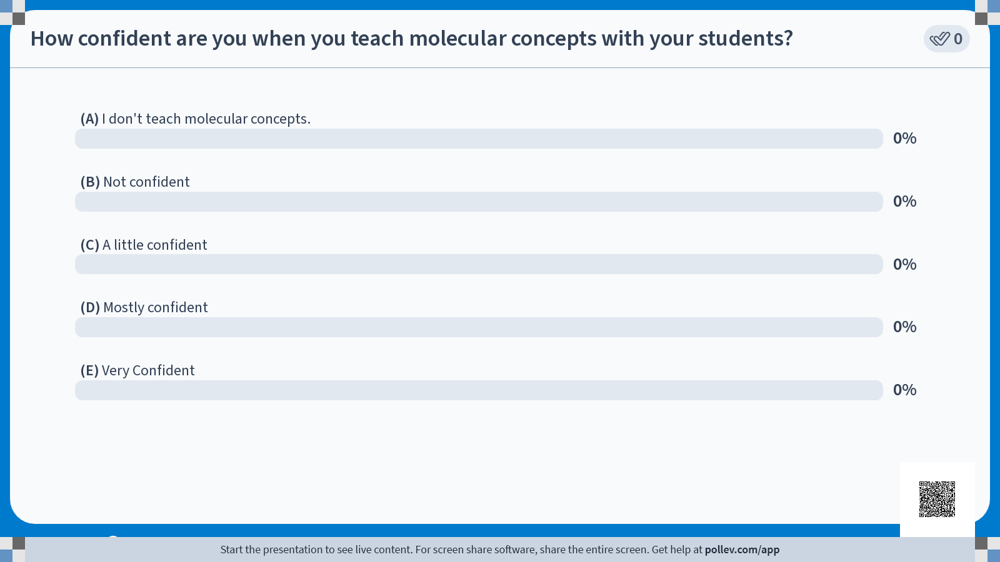 How confident are you when you teach molecular concepts with your students?
0
(A) I don't teach molecular concepts.
0%
(B) Not confident
0%
(C) A little confident
0%
(D) Mostly confident
0%
(E) Very Confident
0%
Start the presentation to see live content. For screen share software, share the entire screen. Get help at pollev.com/app